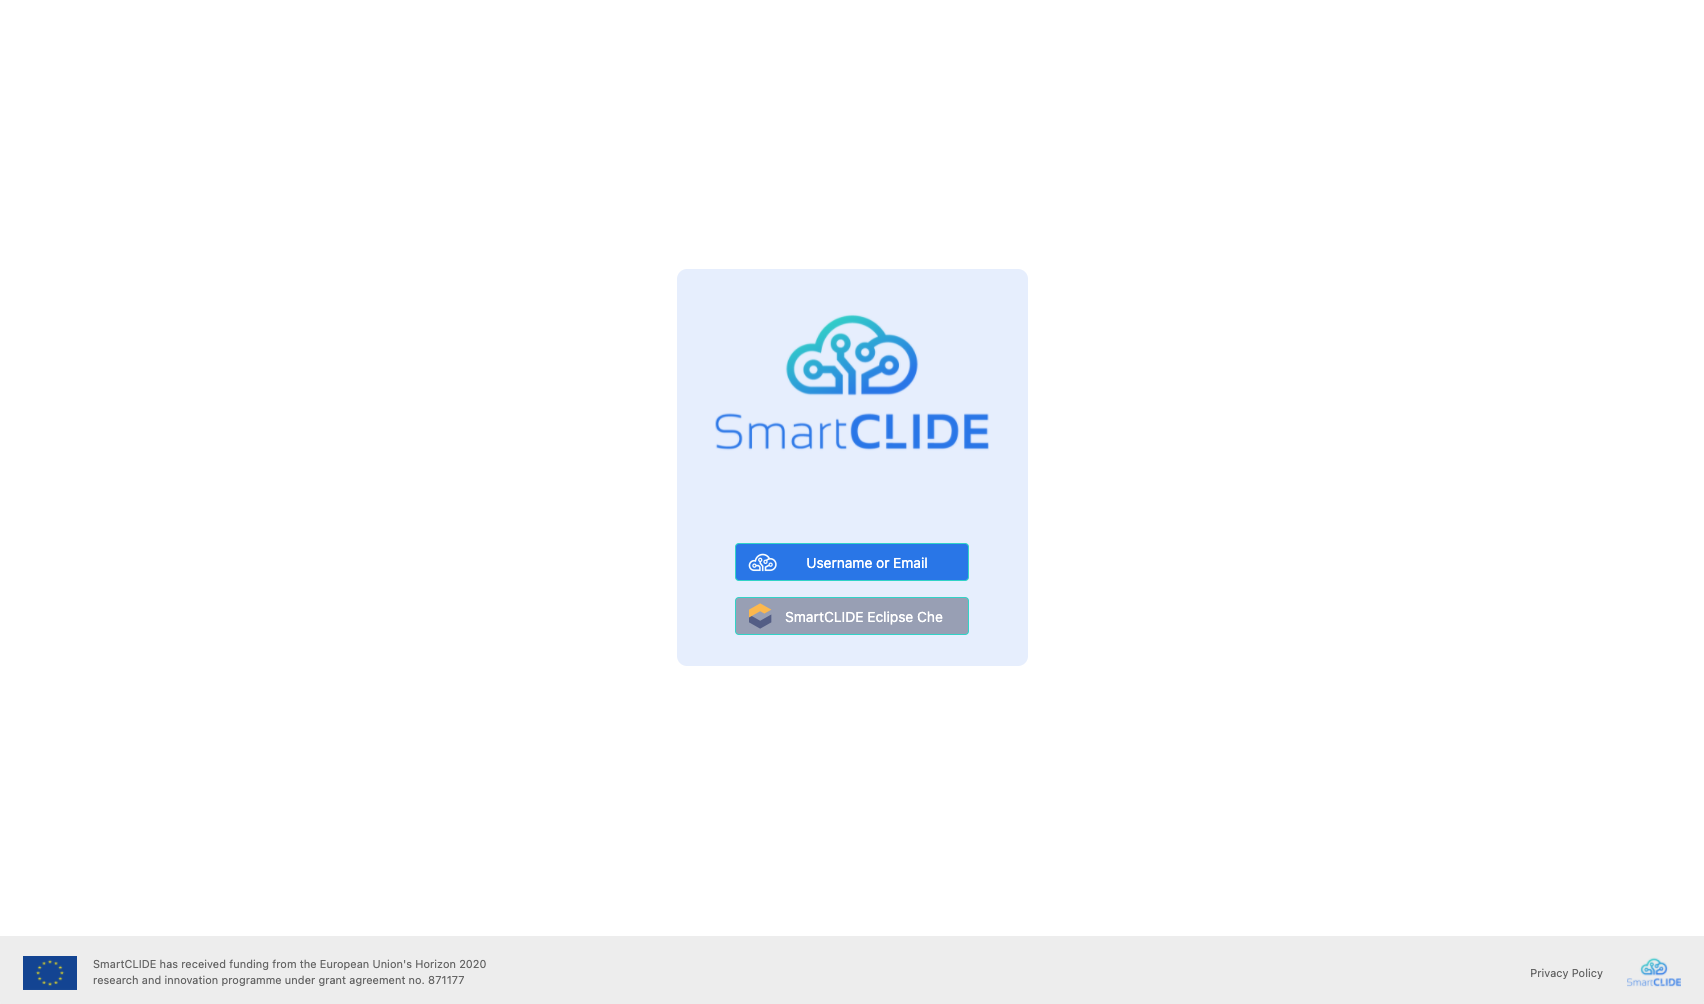 SmartCLIDE
Username or Email
SmartCLIDE Eclipse Che
SmartCLIDE has received funding from the European Union's Horizon 2020
research and innovation programme under grant agreement no. 871177
Privacy Policy
SmartCLIDE